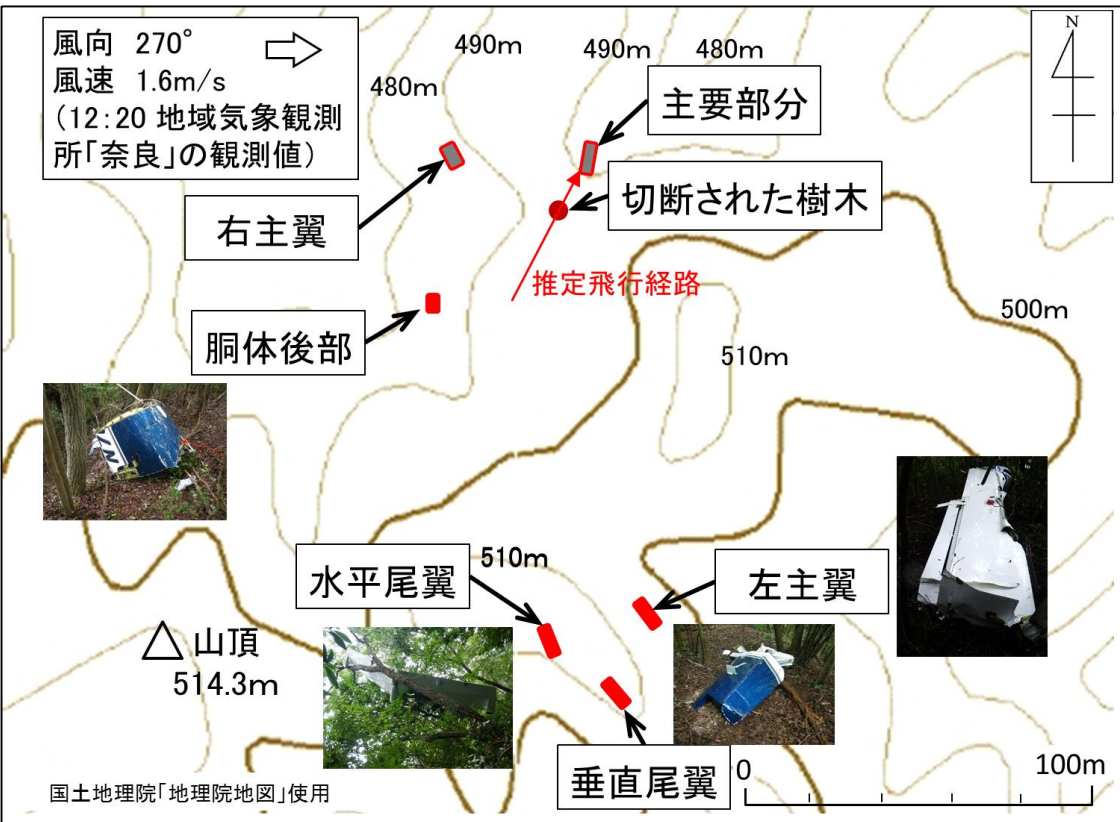 風向 270°
風速 1.6m/s
(12:20 地域気象観測
所「奈良」の観測値)
490m
490m
480m
480m
N
主要部分
切断された樹木
右主翼
推定飛行経路
500m
胴体後部
510m
510m
水平尾翼
左主翼
山頂
514.3m
垂直尾翼
0
100m
国土地理院「地理院地図」使用